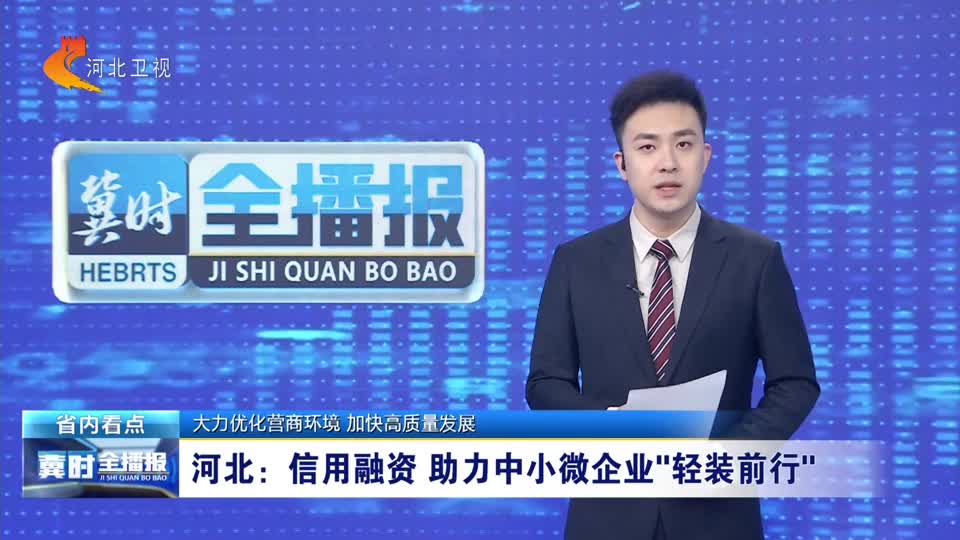 河北卫视
冀时
全播报
HEBRTS
JI SHI QUAN BO BAO
省内看点
大力优化营商环境 加快高质量发展
冀时
全播报
JI SHI QUAN BO BAO
河北：信用融资 助力中小微企业"轻装前行"